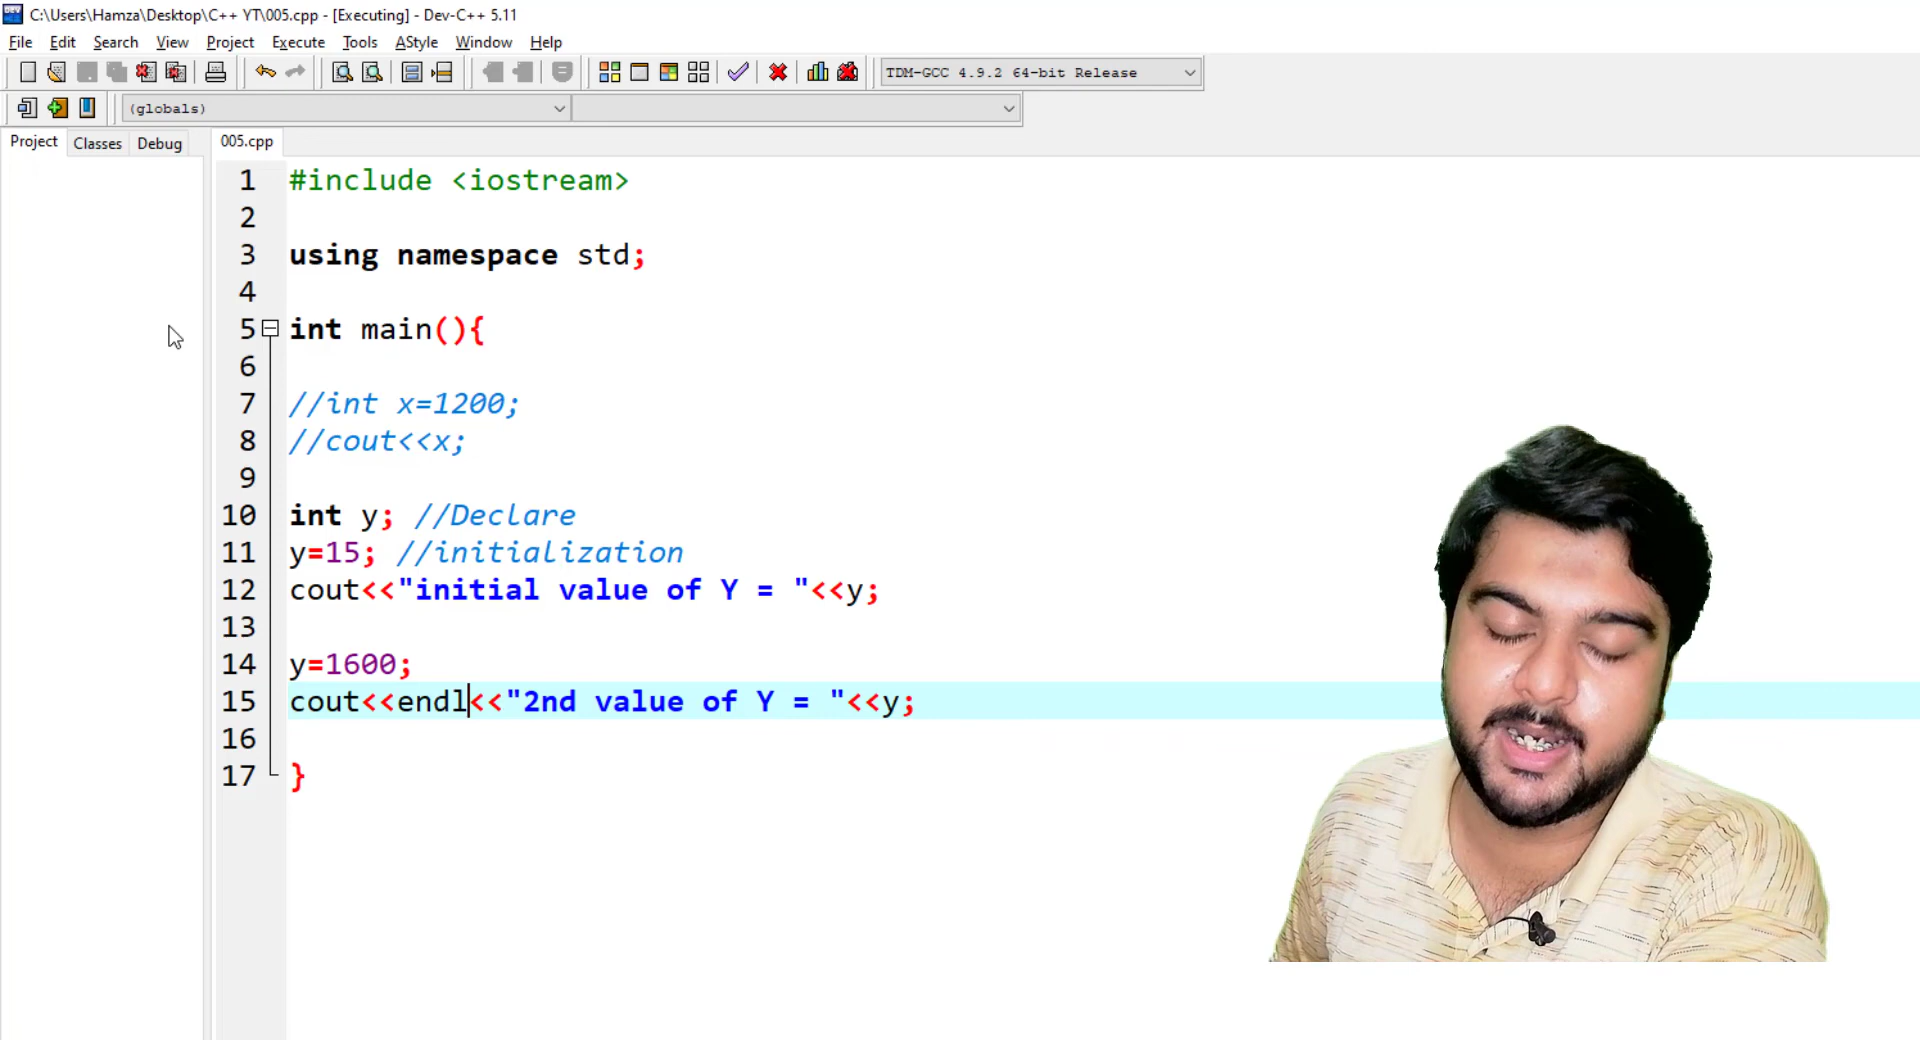 C:\Users\Hamza\Desktop\C++ YT\005.cpp - [Executing] - Dev-C++ 5.11
File Edit Search View Project Execute Tools AStyle Window Help
TDM-GCC 4.9.2 64-bit Release
(globals)
Project Classes Debug 005.cpp
1 #include <iostream>
2
3 using namespace std;
4
5 int main(){
6
7 //int x=1200;
8 //cout<<x;
9
10 int y; //Declare
11 y=15; //initialization
12 cout<<"initial value of Y = "<<y;
13
14 y=1600;
15 cout<<endl<<"2nd value of Y = "<<y;
16
17 }